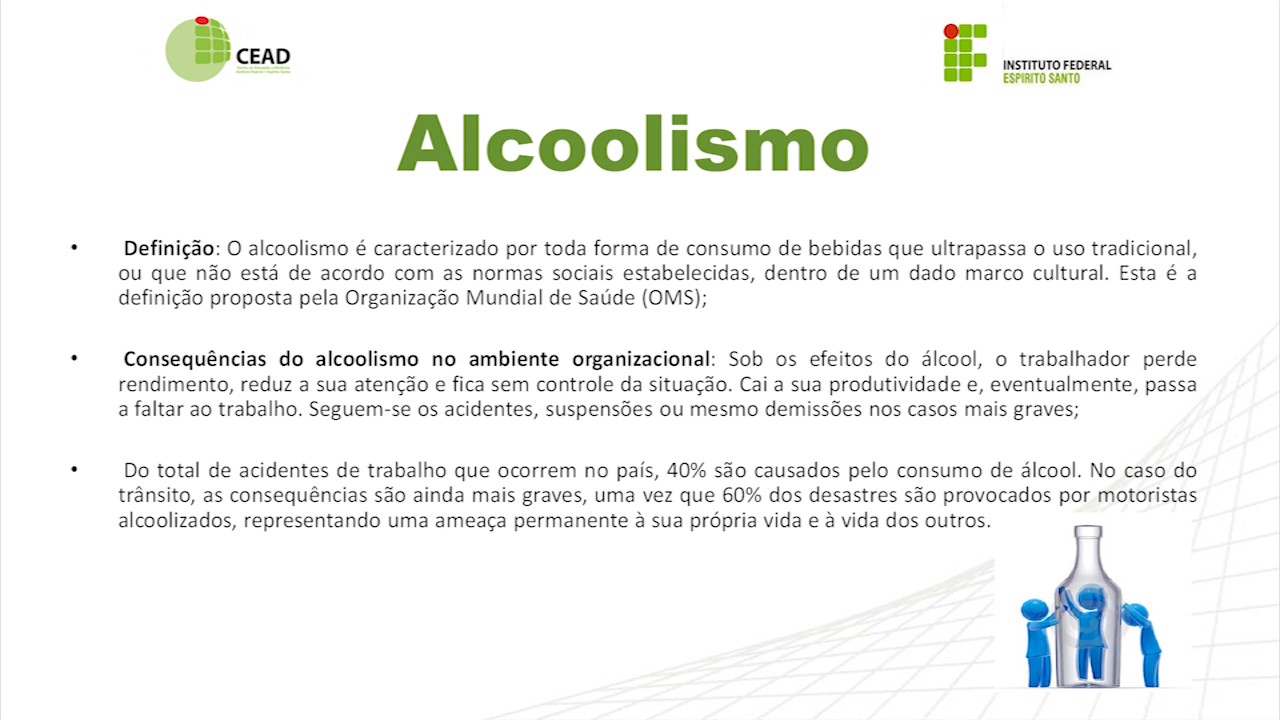 CEAD
INSTITUTO FEDERAL
ESPÍRITO SANTO
Alcoolismo
• Definição: O alcoolismo é caracterizado por toda forma de consumo de bebidas que ultrapassa o uso tradicional,
ou que não está de acordo com as normas sociais estabelecidas, dentro de um dado marco cultural. Esta é a
definição proposta pela Organização Mundial de Saúde (OMS);
• Consequências do alcoolismo no ambiente organizacional: Sob os efeitos do álcool, o trabalhador perde
rendimento, reduz a sua atenção e fica sem controle da situação. Cai a sua produtividade e, eventualmente, passa
a faltar ao trabalho. Seguem-se os acidentes, suspensões ou mesmo demissões nos casos mais graves;
• Do total de acidentes de trabalho que ocorrem no país, 40% são causados pelo consumo de álcool. No caso do
trânsito, as consequências são ainda mais graves, uma vez que 60% dos desastres são provocados por motoristas
alcoolizados, representando uma ameaça permanente à sua própria vida e à vida dos outros.